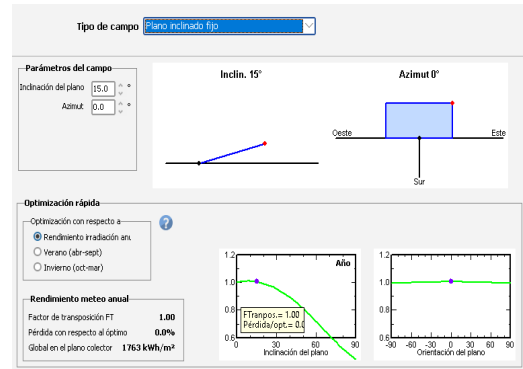 Tipo de campo Plano inclinado fijo
Parámetros del campo
Inclinación del plano 15.0 °
Azimut 0.0 °
Inclin. 15°
Azimut 0°
Oeste
Este
Sur
Optimización rápida
Optimización con respecto a
Rendimiento irradiación anu
Verano (abr-sept)
Invierno (oct-mar)
?
Rendimiento meteo anual
Factor de transposición FT 1.00
Pérdida con respecto al óptimo 0.0%
Global en el plano colector 1763 kWh/m²
Año
1.2
1.0
0.8
0.6
FTranpos.= 1.00
Pérdida/opt.= 0.0
0 30 60 90
Inclinación del plano
1.2
1.0
0.8
0.6
-90 -60 -30 0 30 60 90
Orientación del plano